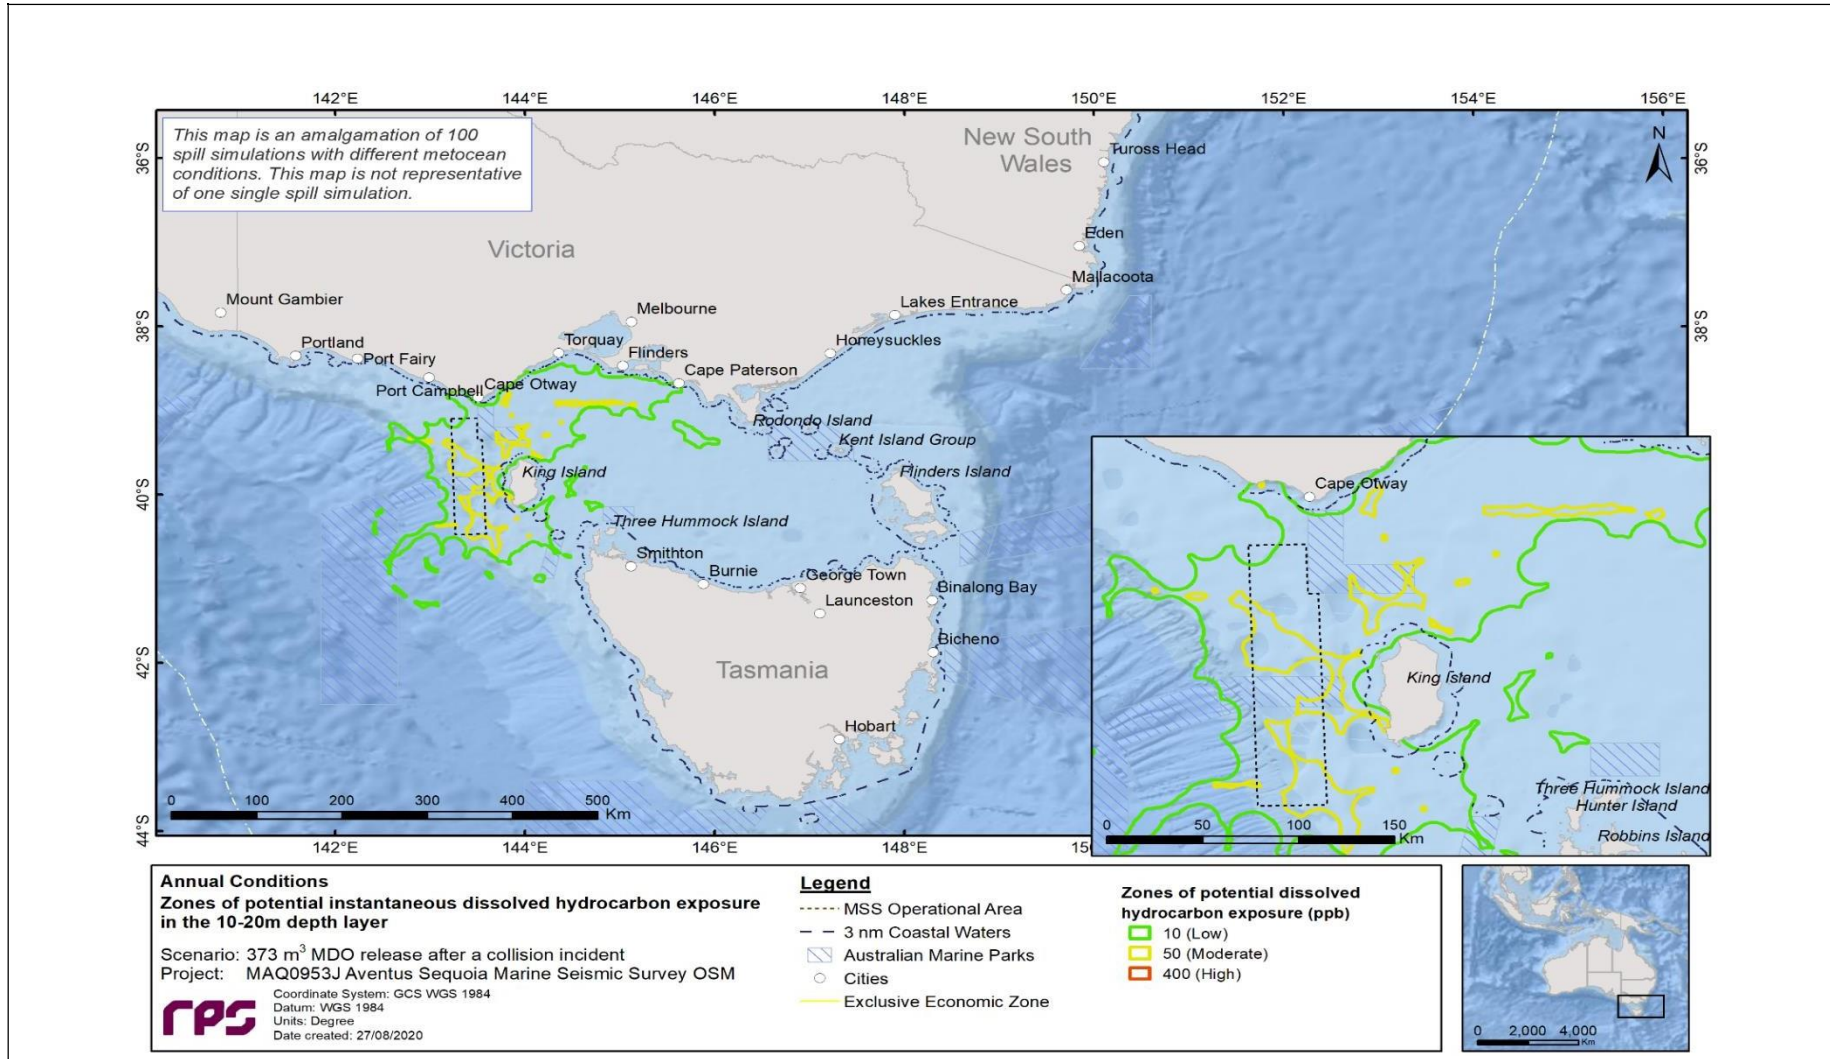 142°E 144°E 146°E 148°E 150°E 152°E 154°E 156°E
This map is an amalgamation of 100
spill simulations with different metocean
conditions. This map is not representative
of one single spill simulation.
36°S
38°S
40°S
42°S
44°S
36°S
38°S
N
New South
Wales
Tuross Head
Victoria
Eden
Mallacoota
Mount Gambier
Melbourne
Lakes Entrance
Portland
Port Fairy
Torquay
Flinders
Honeysuckles
Port Campbell
Cape Otway
Cape Paterson
Rodondo Island
Kent Island Group
King Island
Flinders Island
Three Hummock Island
Smithton
Burnie
George Town
Launceston
Binalong Bay
Bicheno
Tasmania
Hobart
0 100 200 300 400 500
Km
142°E 144°E 146°E 148°E
Cape Otway
King Island
Three Hummock Island
Hunter Island
Robbins Island
0 50 100 150
Km
Annual Conditions
Zones of potential instantaneous dissolved hydrocarbon exposure
in the 10-20m depth layer
Scenario: 373 m³ MDO release after a collision incident
Project: MAQ0953J Aventus Sequoia Marine Seismic Survey OSM
rps
Coordinate System: GCS WGS 1984
Datum: WGS 1984
Units: Degree
Date created: 27/08/2020
Legend
MSS Operational Area
3 nm Coastal Waters
Australian Marine Parks
Cities
Exclusive Economic Zone
Zones of potential dissolved
hydrocarbon exposure (ppb)
10 (Low)
50 (Moderate)
400 (High)
0 2,000 4,000
Km